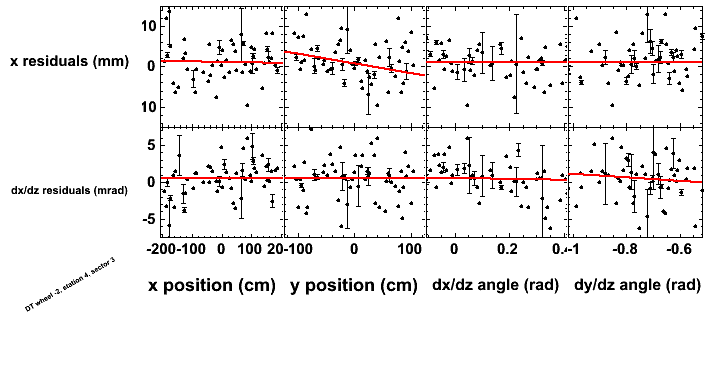 10
x residuals (mm)
0
10
5
dx/dz residuals (mrad)
0
-5
-200 -100 0 100 20 -100 0 100 0 0.2 0.4 -1 -0.8 -0.6
x position (cm) y position (cm) dx/dz angle (rad) dy/dz angle (rad)
DT wheel -2, station 4, sector 3